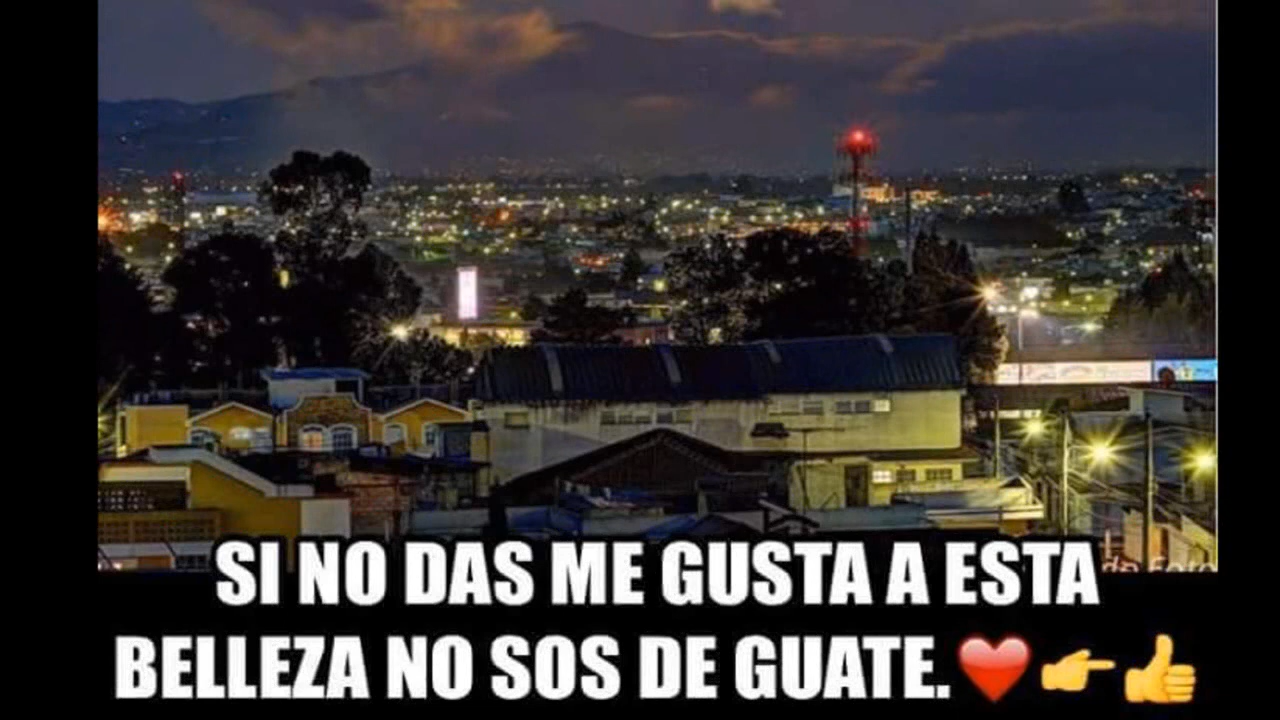 SI NO DAS ME GUSTA A ESTA
BELLEZA NO SOS DE GUATE.❤️👉👍